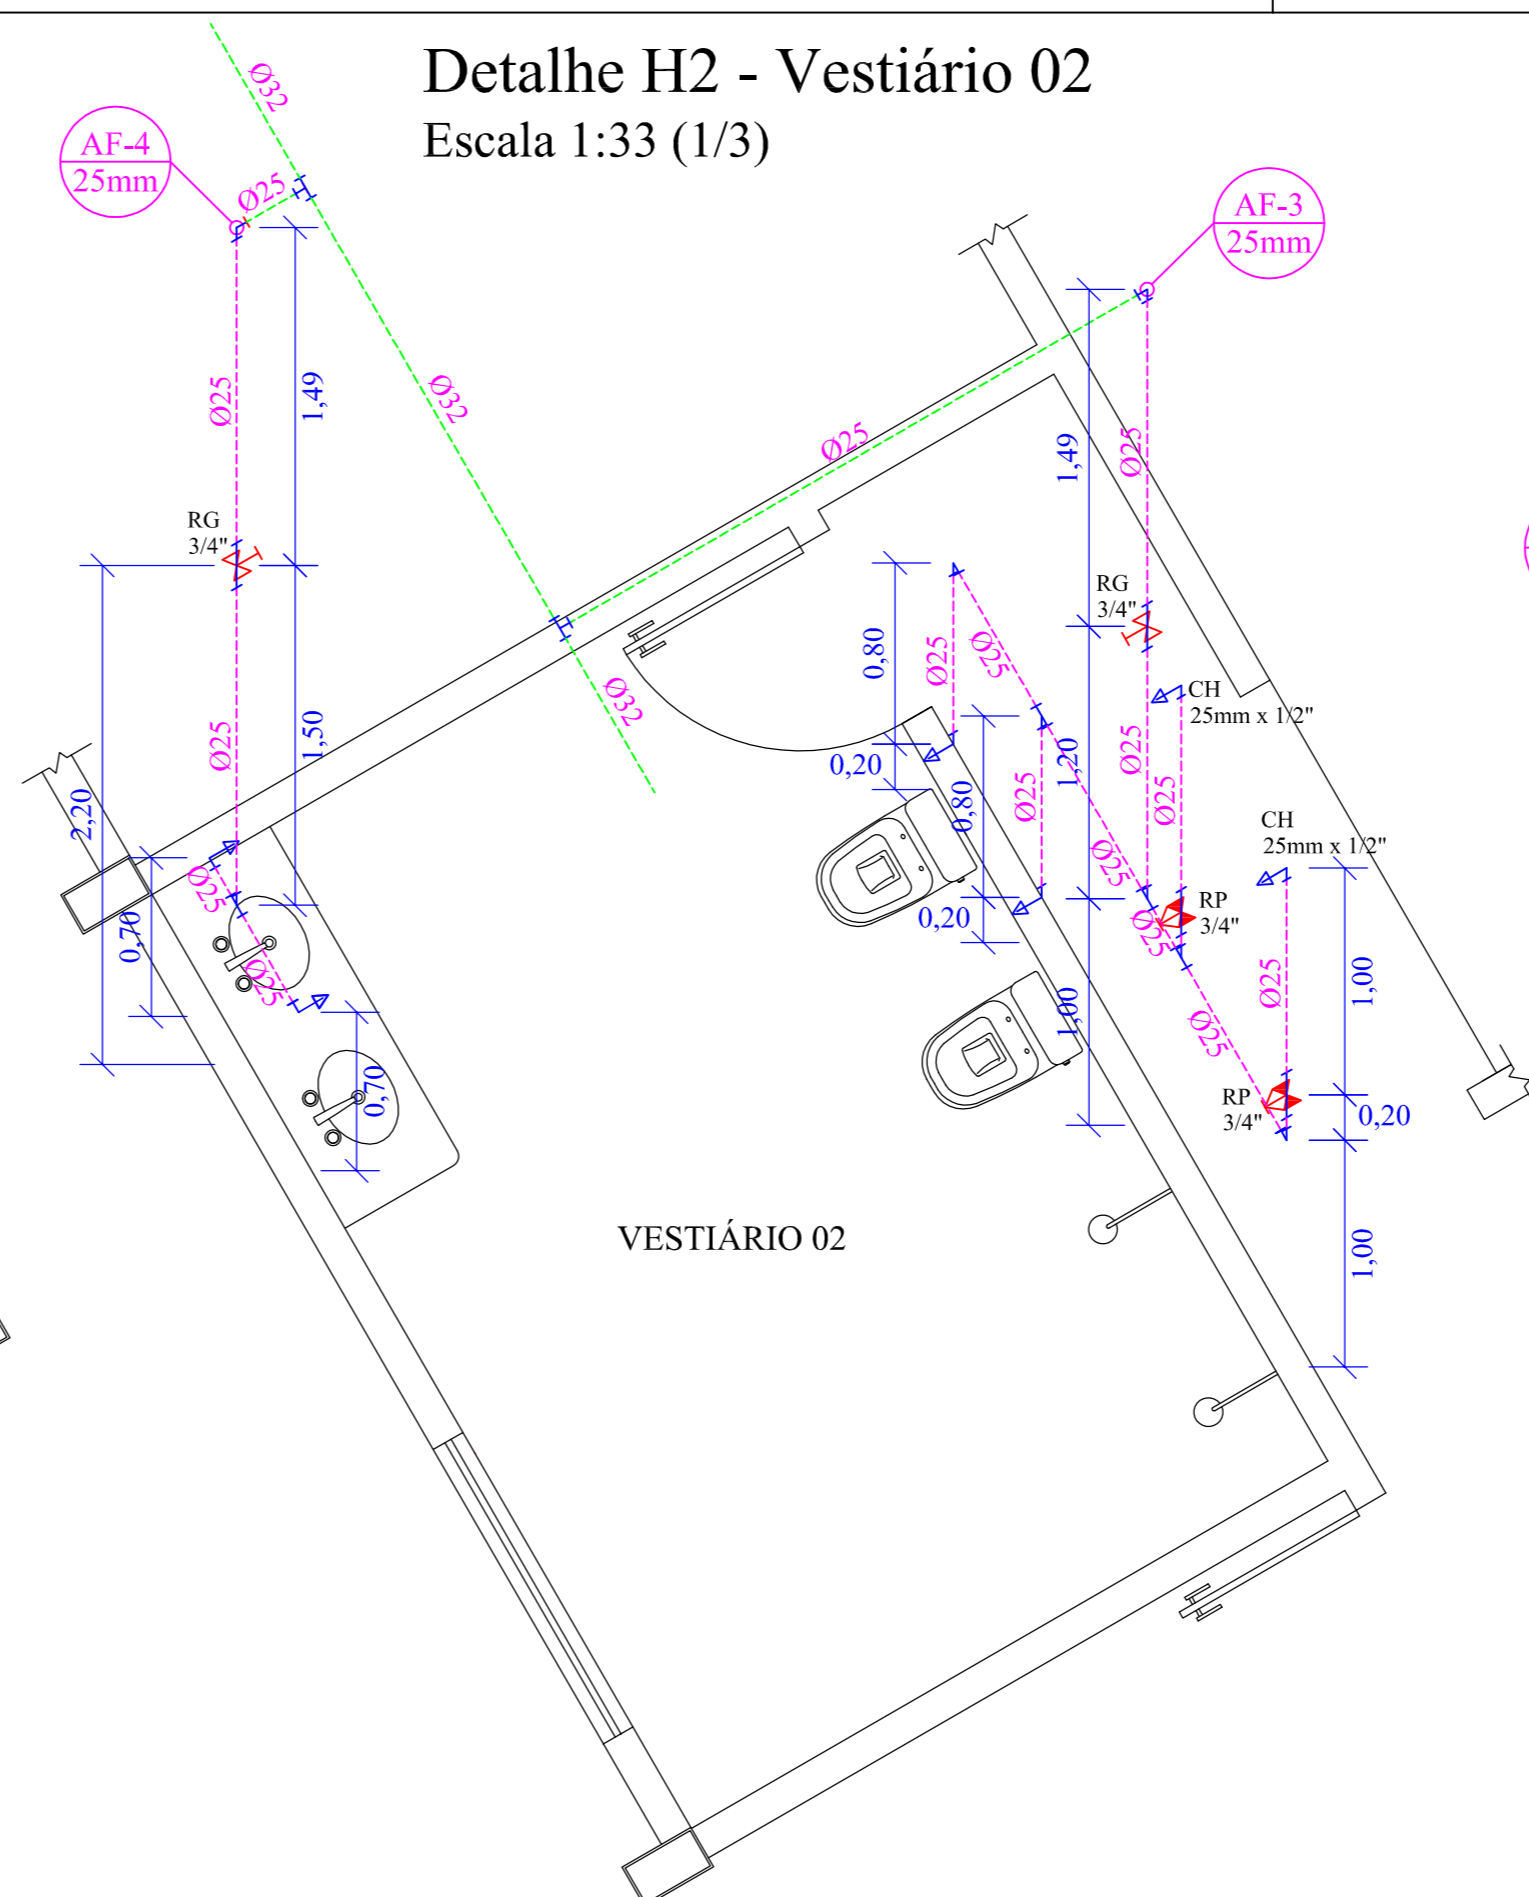 Detalhe H2 - Vestiário 02
Escala 1:33 (1/3)
Ø32
AF-4
25mm
Ø25
AF-3
25mm
Ø25
1,49
Ø32
Ø25
1,49
Ø25
RG
3/4"
RG
3/4"
0,80
Ø25
Ø25
Ø32
CH
25mm x 1/2"
Ø25
1,50
0,20
1,20
Ø25
Ø25
Ø25
0,80
2,20
CH
25mm x 1/2"
Ø25
Ø25
0,70
0,20
Ø25
RP
3/4"
Ø25
Ø25
1,00
1,00
Ø25
0,70
RP
3/4"
0,20
VESTIÁRIO 02
1,00